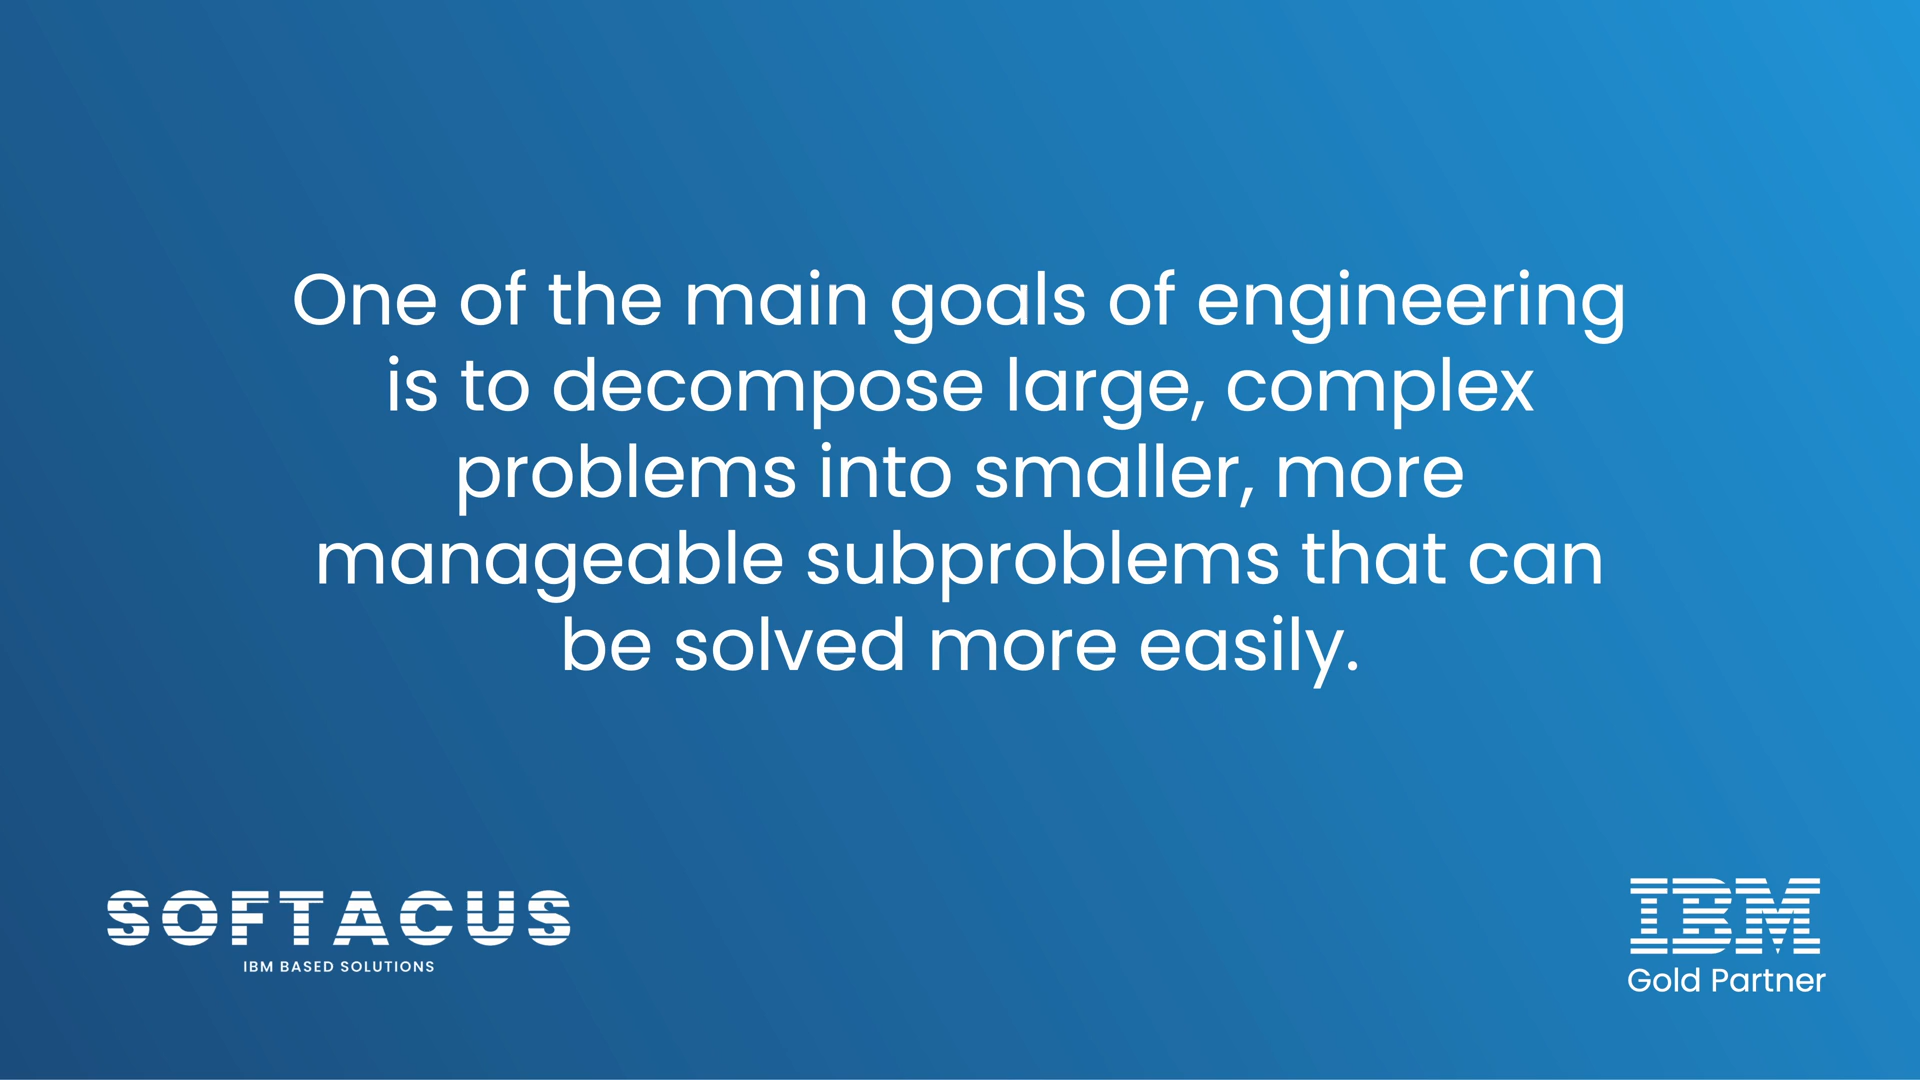 One of the main goals of engineering
is to decompose large, complex
problems into smaller, more
manageable subproblems that can
be solved more easily.
SOFTACUS
IBM BASED SOLUTIONS
IBM
Gold Partner